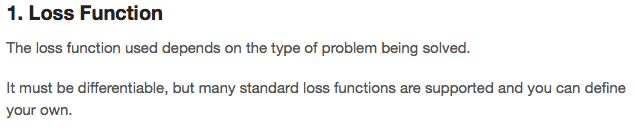 1. Loss Function
The loss function used depends on the type of problem being solved.
It must be differentiable, but many standard loss functions are supported and you can define
your own.